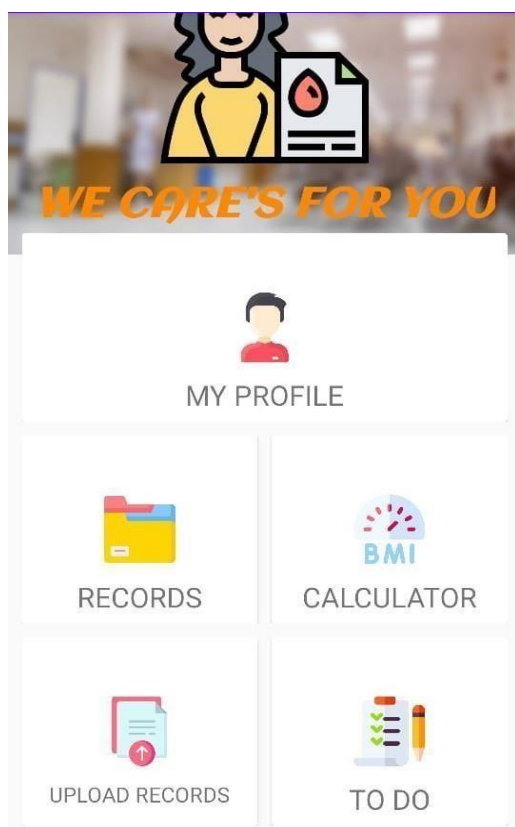 WE CARE'S FOR YOU
MY PROFILE
BMI
RECORDS
CALCULATOR
UPLOAD RECORDS
TO DO